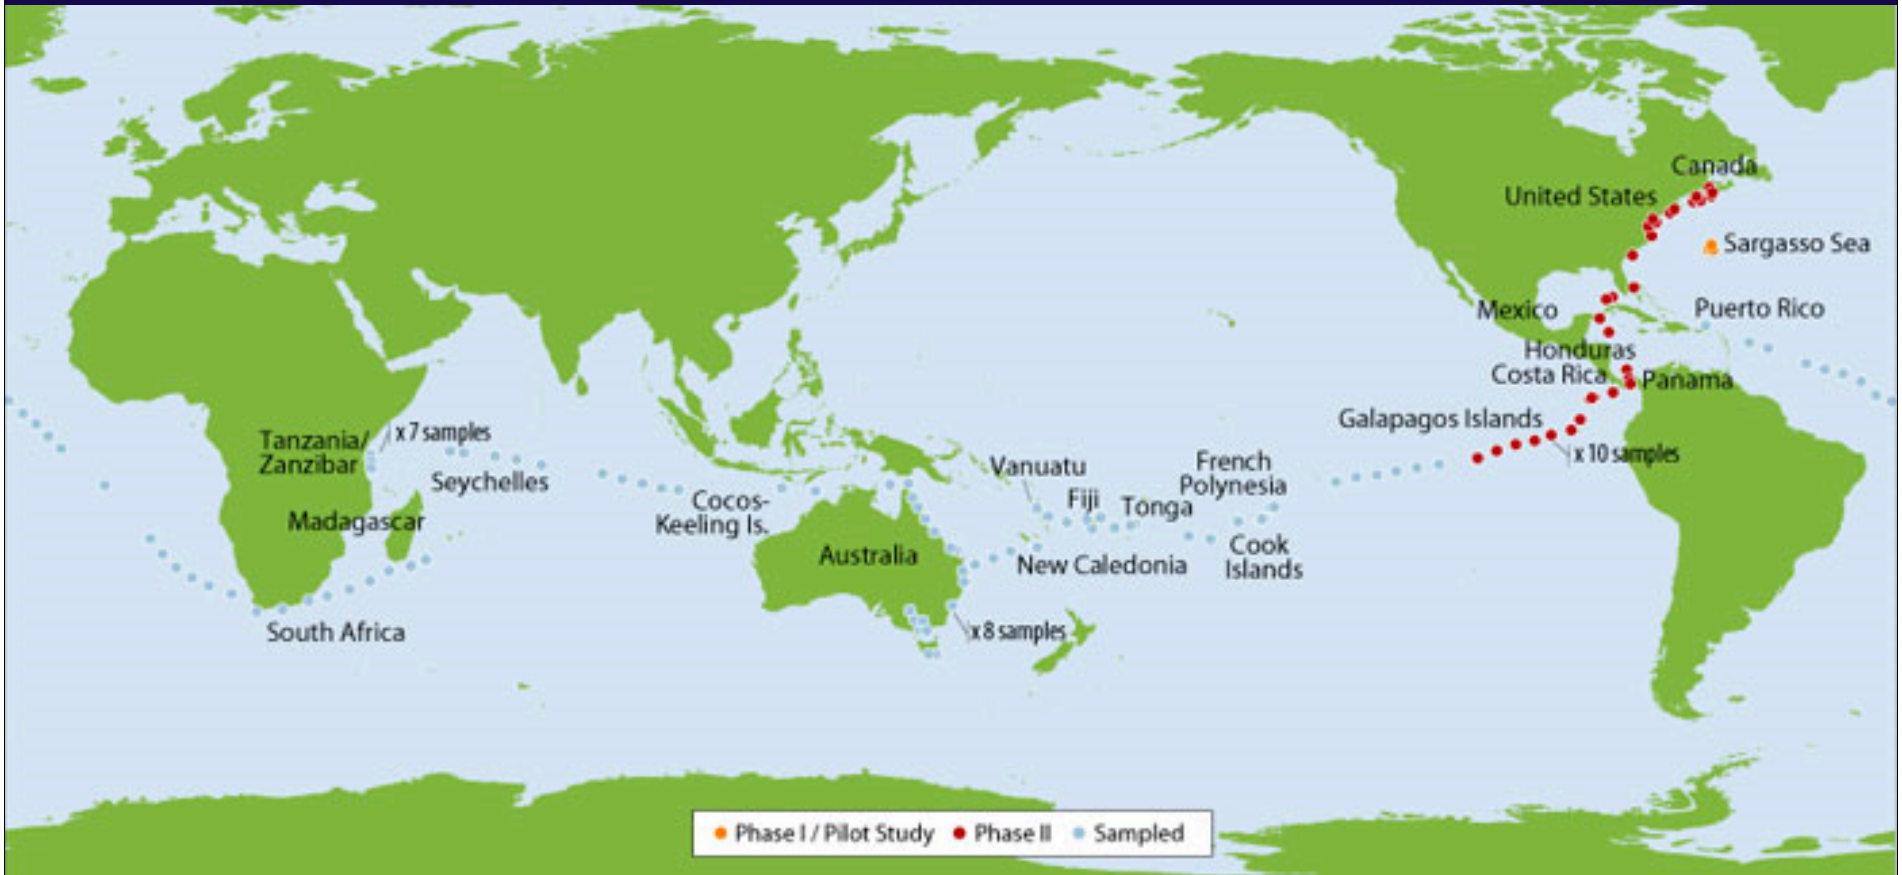 Canada
United States
Sargasso Sea
Puerto Rico
Mexico
Honduras
Costa Rica
Panama
Galapagos Islands
x 10 samples
Tanzania/
Zanzibar
x 7 samples
Seychelles
Madagascar
South Africa
Cocos-
Keeling Is.
Australia
x 8 samples
Vanuatu
Fiji
Tonga
French
Polynesia
New Caledonia
Cook
Islands
Phase I / Pilot Study
Phase II
Sampled